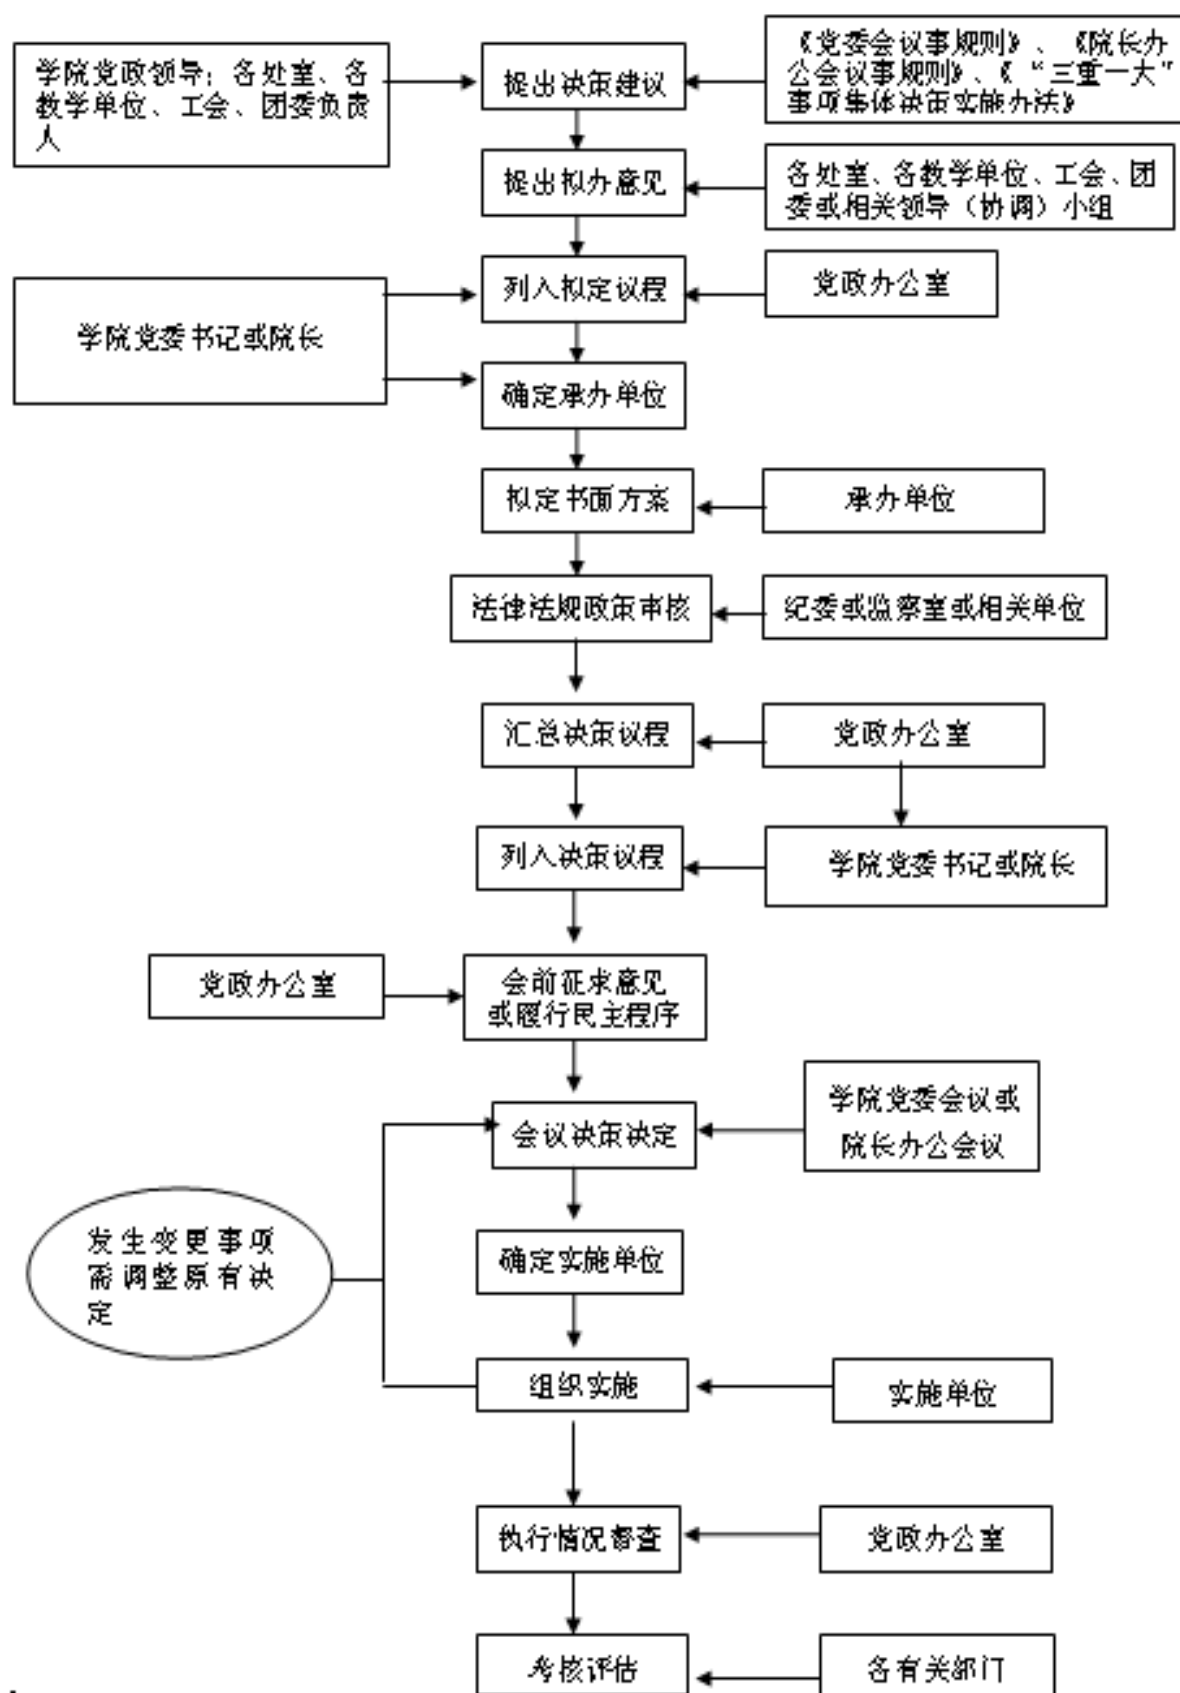 学院党政领导；各处室、各
教学单位、工会、团委负责
人
提出决策建议
《党委会议事规则》、《院长办
公会议事规则》、《“三重一大”
事项集体决策实施办法》
提出拟办意见
各处室、各教学单位、工会、团
委或相关领导（协调）小组
列入拟定议程
党政办公室
学院党委书记或院长
确定承办单位
拟定书面方案
承办单位
法律法规政策审核
纪委或监察室或相关单位
汇总决策议程
党政办公室
列入决策议程
学院党委书记或院长
党政办公室
会前征求意见
或履行民主程序
会议决策决定
学院党委会议或
院长办公会议
发生变更事项
需调整原有决
定
确定实施单位
组织实施
实施单位
执行情况督查
党政办公室
考核评估
各有关部门